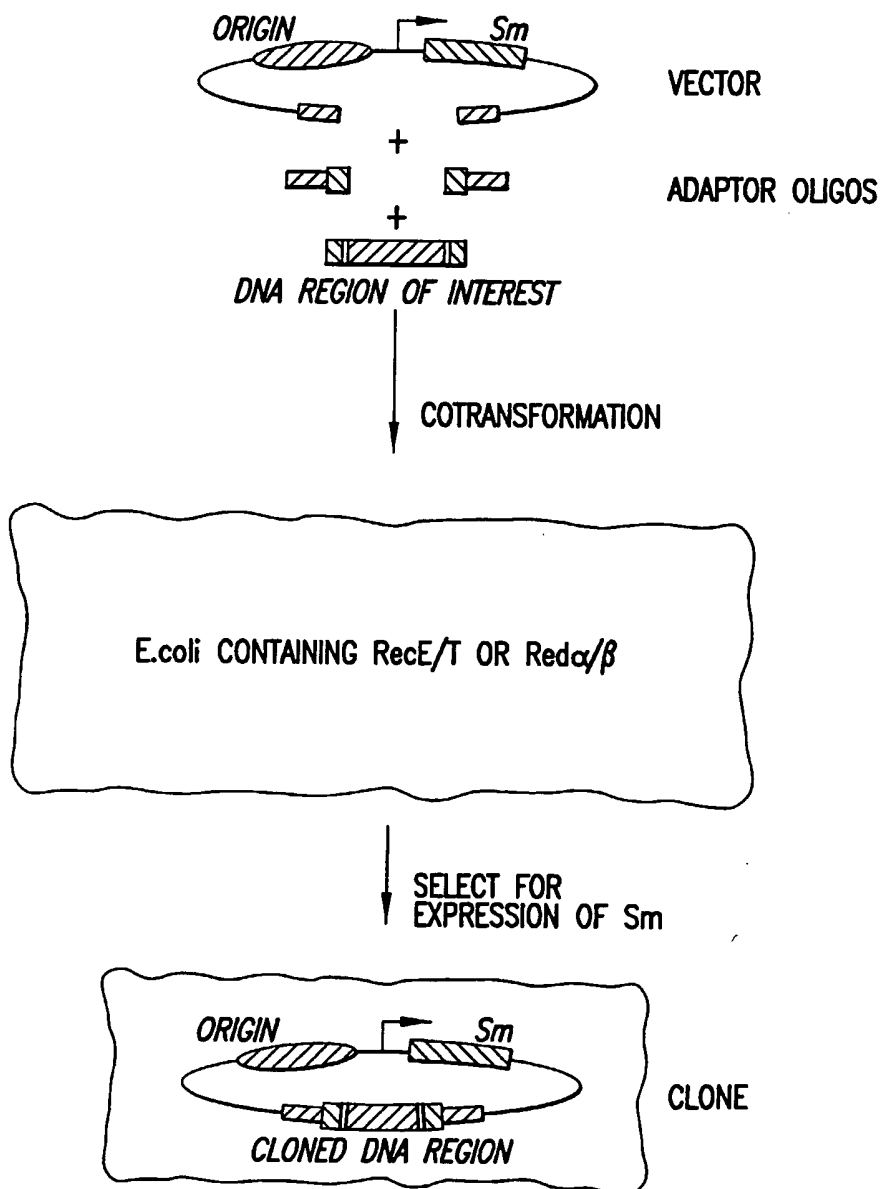 ORIGIN
Sm
VECTOR
+
ADAPTOR OLIGOS
+
DNA REGION OF INTEREST
COTRANSFORMATION
E.coli CONTAINING RecE/T OR Redα/β
SELECT FOR
EXPRESSION OF Sm
ORIGIN
Sm
CLONE
CLONED DNA REGION